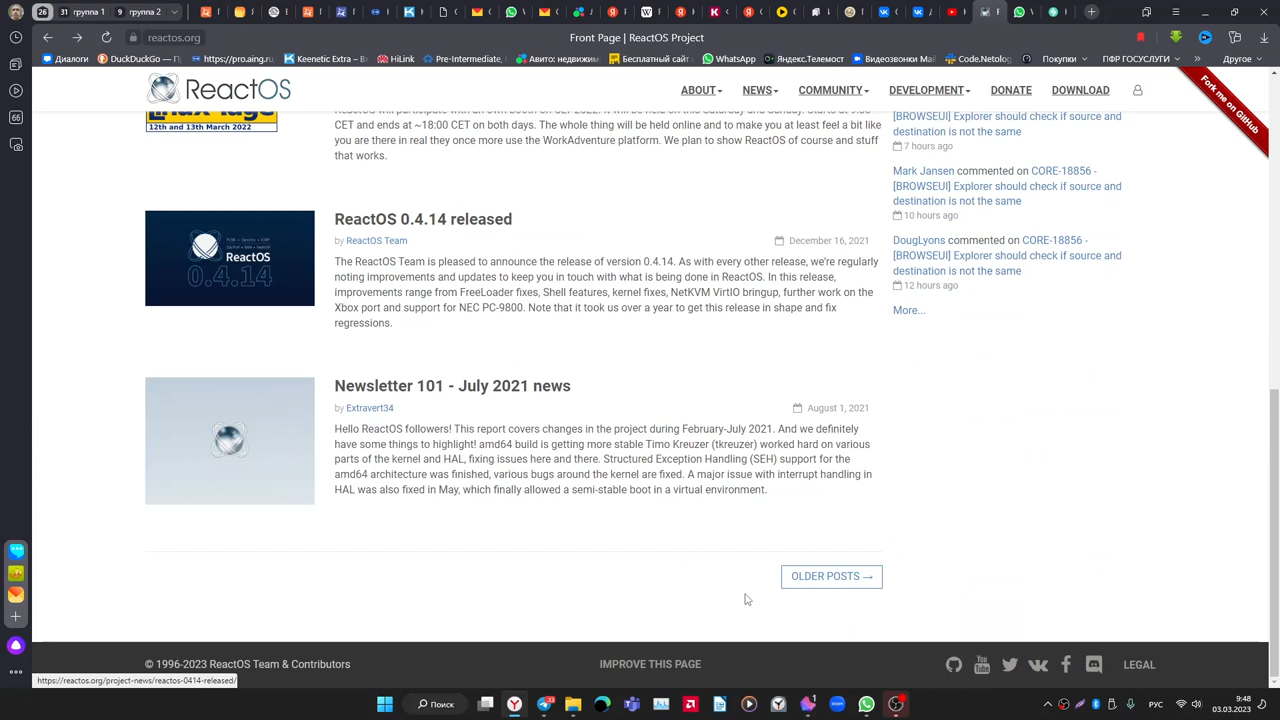 26
31
ReactOS
reactos.org
Front Page | ReactOS Project
Диалоги
DuckDuckGo —
https://pro.aing.ru,
Keenetic Extra – B
HiLink
Pre-Intermediate,
Авито: недвижи
Бесплатный сайт
WhatsApp
Яндекс.Телемост
Видеозвонки Mail
Code.Netolog
Покупки
ПФР ГОСУСЛУГИ
ReactOS
ABOUT
NEWS
COMMUNITY
DEVELOPMENT
DONATE
DOWNLOAD
Fork me on GitHub
12th and 13th March 2022
CET and ends at ~18:00 CET on both days. The whole thing will be held online and to make you at least feel a bit like
you are there in real they once more use the WorkAdventure platform. We plan to show ReactOS of course and stuff
that works.
[BROWSEUI] Explorer should check if source and
destination is not the same
7 hours ago
Mark Jansen commented on CORE-18856 -
[BROWSEUI] Explorer should check if source and
destination is not the same
10 hours ago
DougLyons commented on CORE-18856 -
[BROWSEUI] Explorer should check if source and
destination is not the same
12 hours ago
More...
ReactOS
0.4.14
ReactOS 0.4.14 released
by ReactOS Team
December 16, 2021
The ReactOS Team is pleased to announce the release of version 0.4.14. As with every other release, we’re regularly
noting improvements and updates to keep you in touch with what is being done in ReactOS. In this release,
improvements range from FreeLoader fixes, Shell features, kernel fixes, NetKVM VirtIO bringup, further work on the
Xbox port and support for NEC PC-9800. Note that it took us over a year to get this release in shape and fix
regressions.
Newsletter 101 - July 2021 news
by Extravert34
August 1, 2021
Hello ReactOS followers! This report covers changes in the project during February-July 2021. And we definitely
have some things to highlight! amd64 build is getting more stable Timo Kreuzer (tkreuzer) worked hard on various
parts of the kernel and HAL, fixing issues here and there. Structured Exception Handling (SEH) support for the
amd64 architecture was finished, various bugs around the kernel are fixed. A major issue with interrupt handling in
HAL was also fixed in May, which finally allowed a semi-stable boot in a virtual environment.
OLDER POSTS →
© 1996-2023 ReactOS Team & Contributors
IMPROVE THIS PAGE
LEGAL
https://reactos.org/project-news/reactos-0414-released/
Поиск
РУС
9:48
03.03.2023